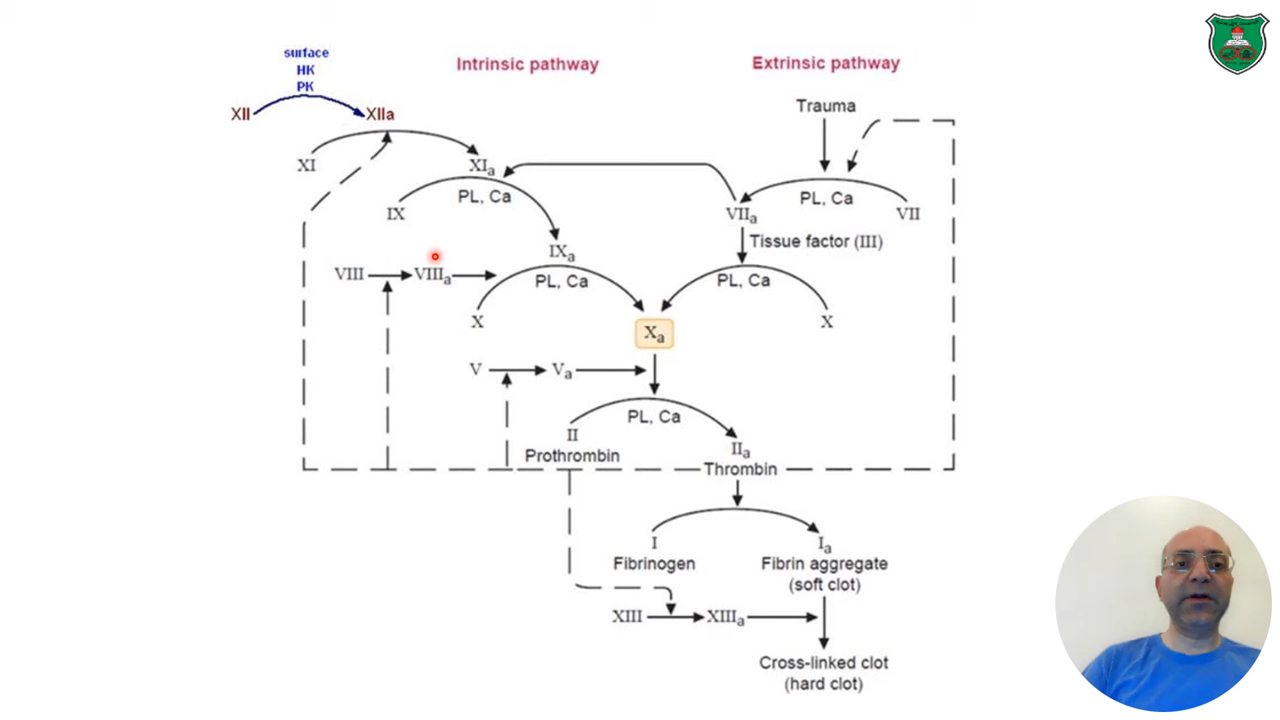 surface
HK
PK
Intrinsic pathway
Extrinsic pathway
Trauma
XII
XIIa
XI
XIa
PL, Ca
PL, Ca
IX
VIIa
VII
Tissue factor (III)
IXa
VIII
VIIIa
PL, Ca
PL, Ca
X
Xa
X
V
Va
PL, Ca
II
Prothrombin
IIa
Thrombin
I
Fibrinogen
Ia
Fibrin aggregate
(soft clot)
XIII
XIIIa
Cross-linked clot
(hard clot)